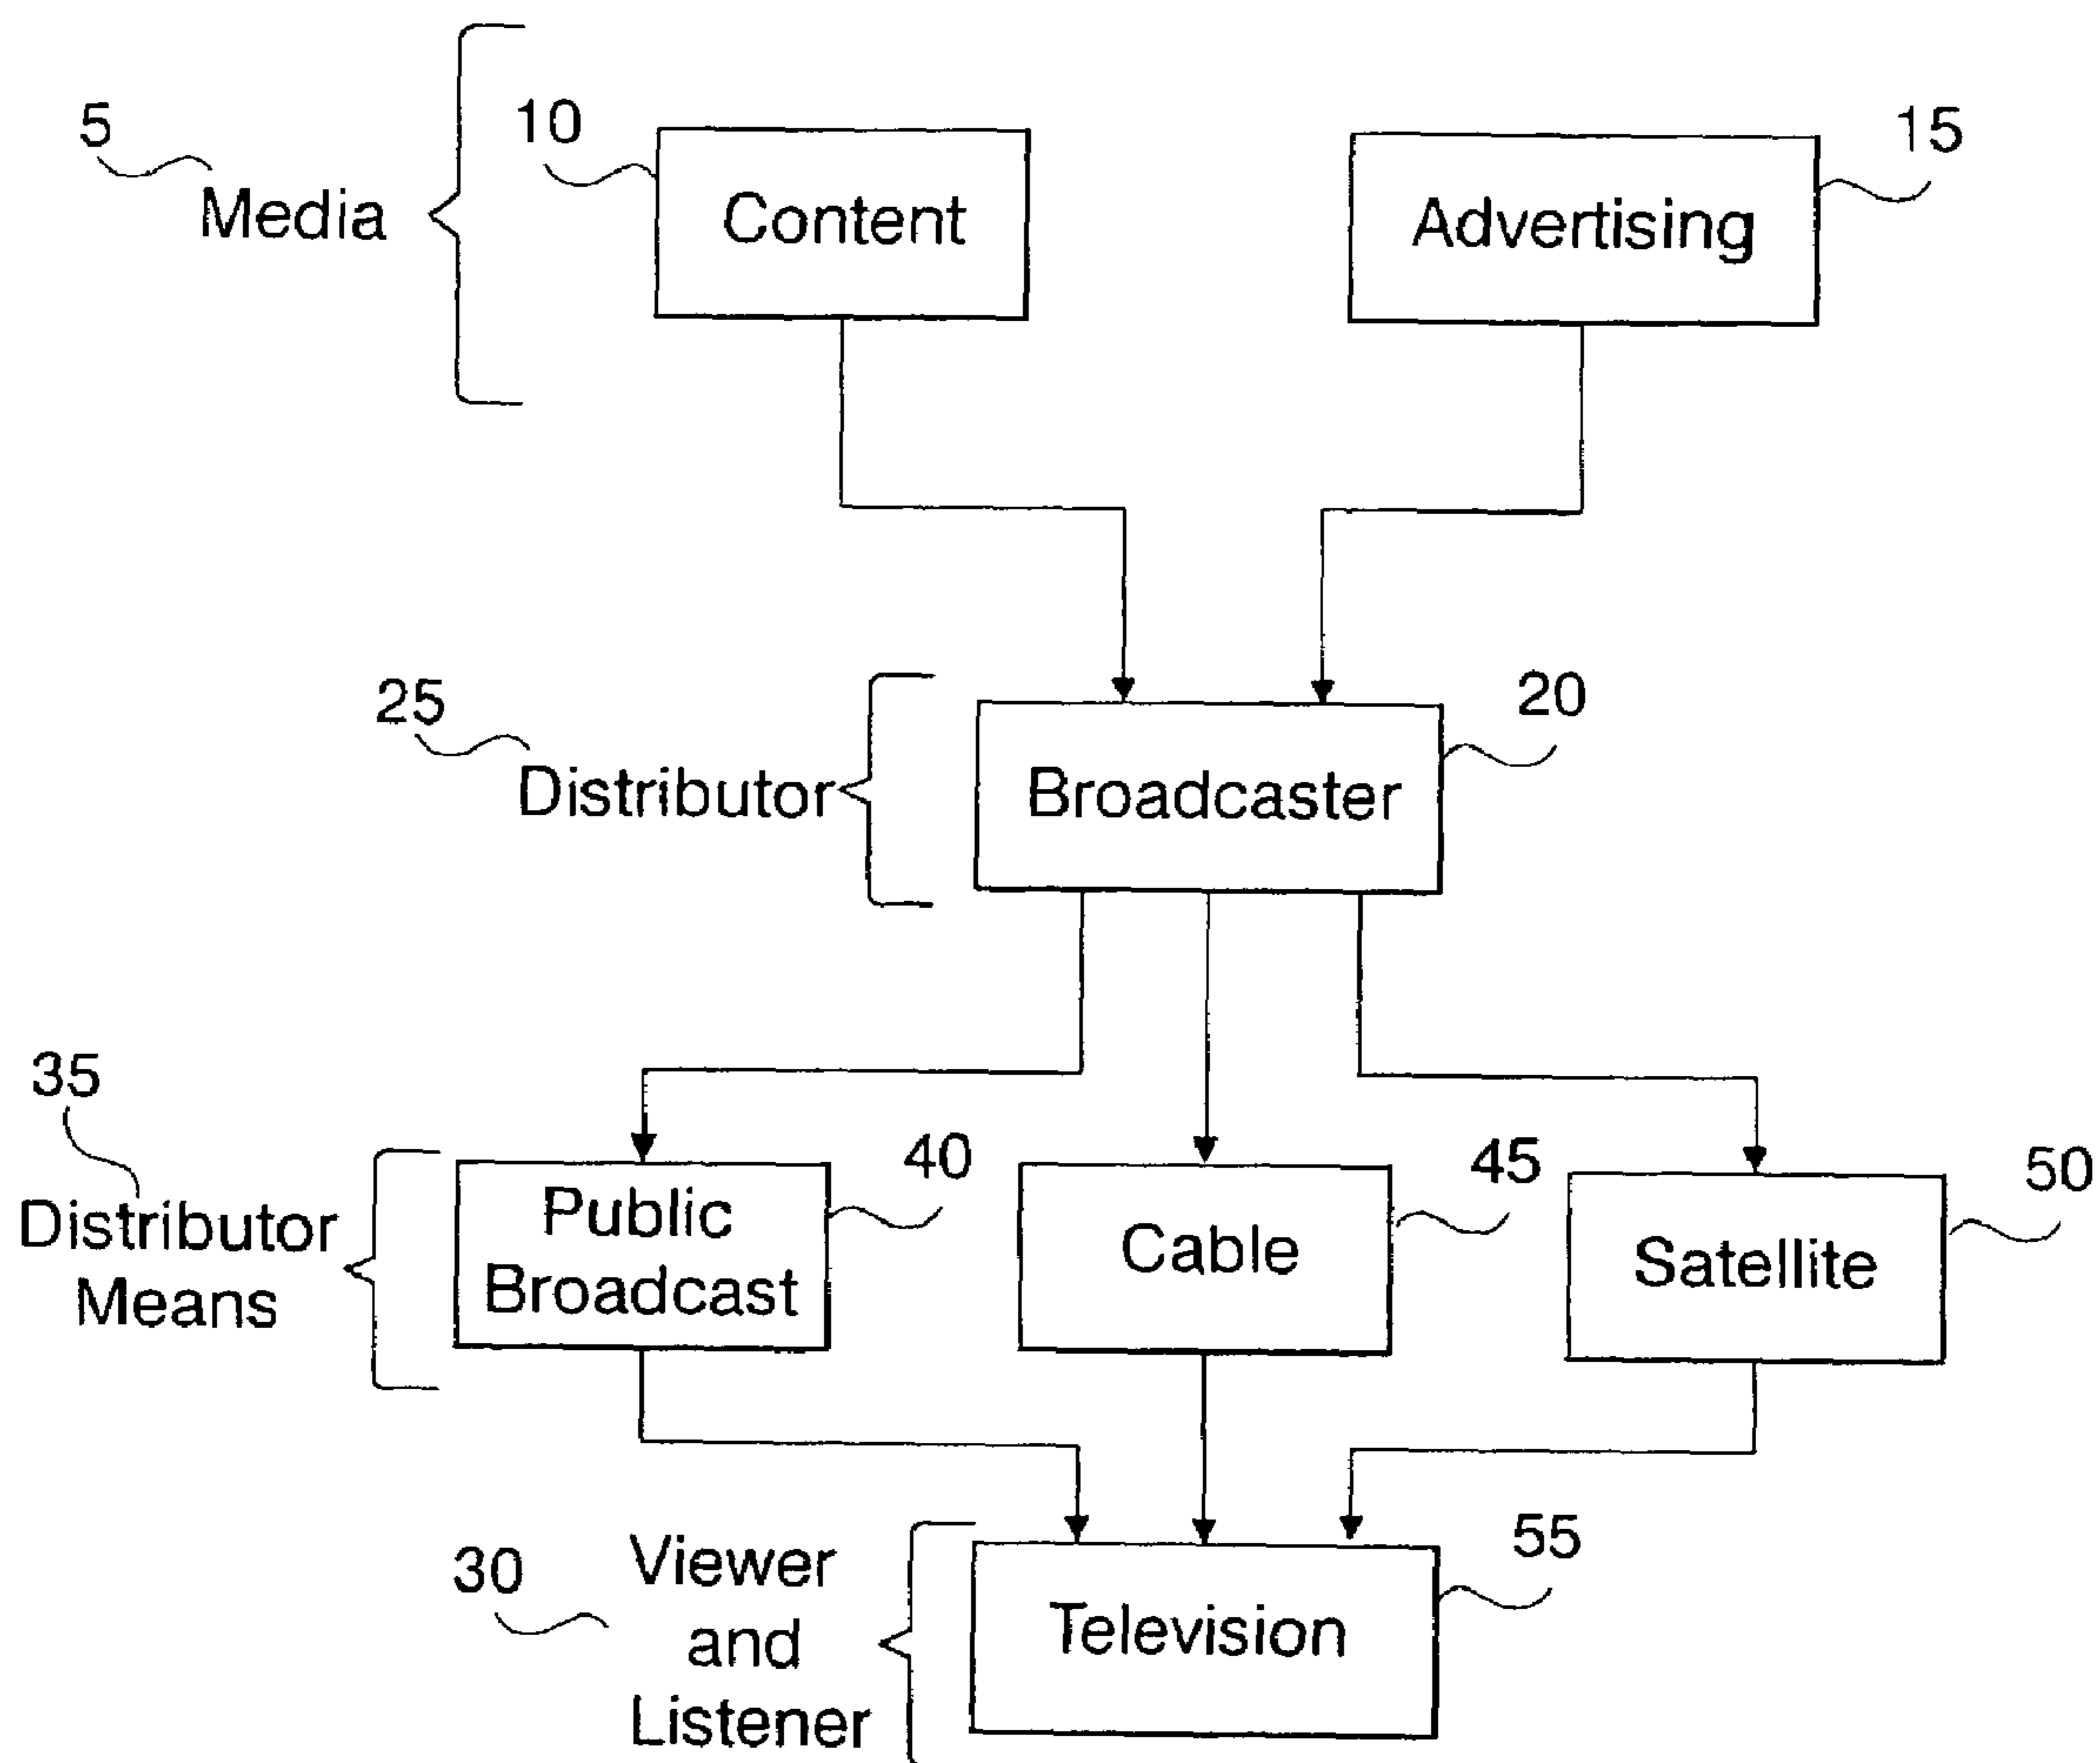 5
Media
10
Content
Advertising
15
25
Distributor
Broadcaster
20
35
Distributor
Means
Public
Broadcast
40
Cable
45
Satellite
50
30
Viewer
and
Listener
Television
55